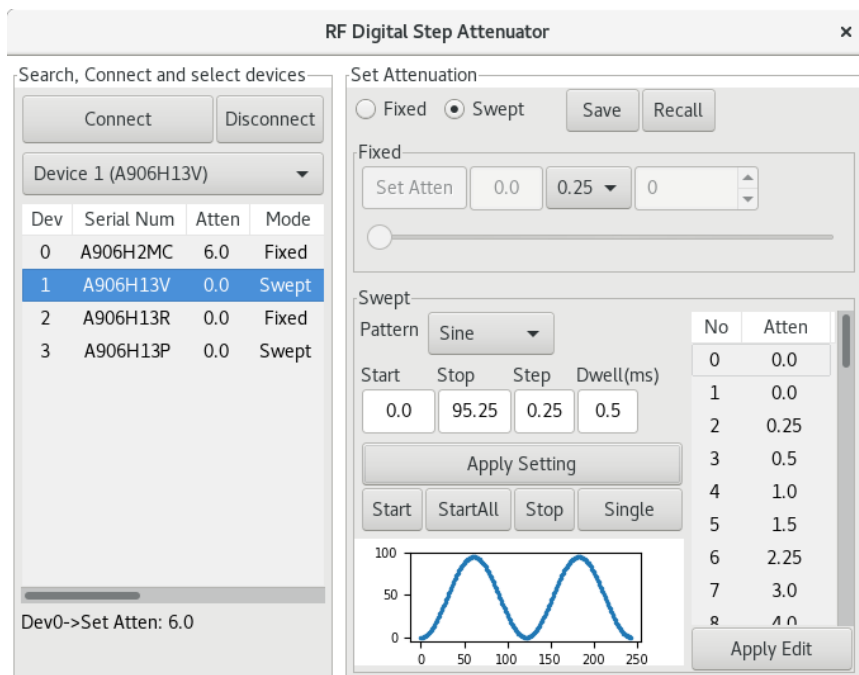 RF Digital Step Attenuator ×
Search, Connect and select devices
Connect Disconnect
Device 1 (A906H13V)
Dev Serial Num Atten Mode
0 A906H2MC 6.0 Fixed
1 A906H13V 0.0 Swept
2 A906H13R 0.0 Fixed
3 A906H13P 0.0 Swept
Dev0->Set Atten: 6.0
Set Attenuation
Fixed Swept Save Recall
Fixed
Set Atten 0.0 0.25 0
Swept
Pattern Sine
Start Stop Step Dwell(ms)
0.0 95.25 0.25 0.5
Apply Setting
Start StartAll Stop Single
100
50
0
0 50 100 150 200 250
No Atten
0 0.0
1 0.0
2 0.25
3 0.5
4 1.0
5 1.5
6 2.25
7 3.0
8 4.0
Apply Edit